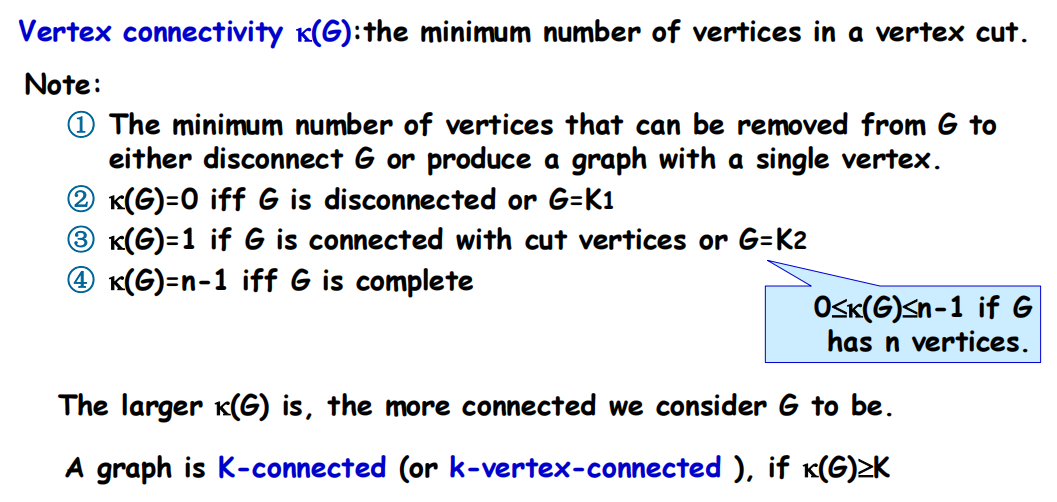 Vertex connectivity κ(G):the minimum number of vertices in a vertex cut.
Note:
① The minimum number of vertices that can be removed from G to
either disconnect G or produce a graph with a single vertex.
② κ(G)=0 iff G is disconnected or G=K1
③ κ(G)=1 if G is connected with cut vertices or G=K2
④ κ(G)=n-1 iff G is complete
0≤κ(G)≤n-1 if G
has n vertices.
The larger κ(G) is, the more connected we consider G to be.
A graph is K-connected (or k-vertex-connected ), if κ(G)≥K